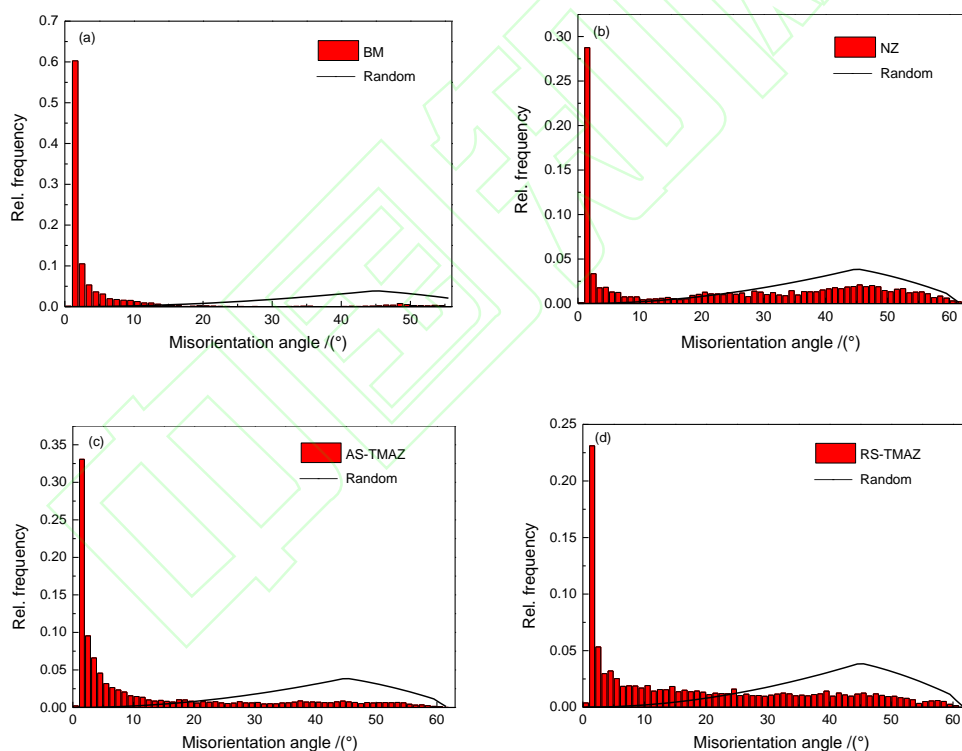 (a)
BM
Random
0.7
0.6
0.5
0.4
0.3
0.2
0.1
0.0
Rel. frequency
0 10 20 30 40 50
Misorientation angle /(°)
(b)
NZ
Random
0.30
0.25
0.20
0.15
0.10
0.05
0.00
Rel. frequency
0 10 20 30 40 50 60
Misorientation angle /(°)
(c)
AS-TMAZ
Random
0.35
0.30
0.25
0.20
0.15
0.10
0.05
0.00
Rel. frequency
0 10 20 30 40 50 60
Misorientation angle /(°)
(d)
RS-TMAZ
Random
0.25
0.20
0.15
0.10
0.05
0.00
Rel. frequency
0 10 20 30 40 50 60
Misorientation angle /(°)